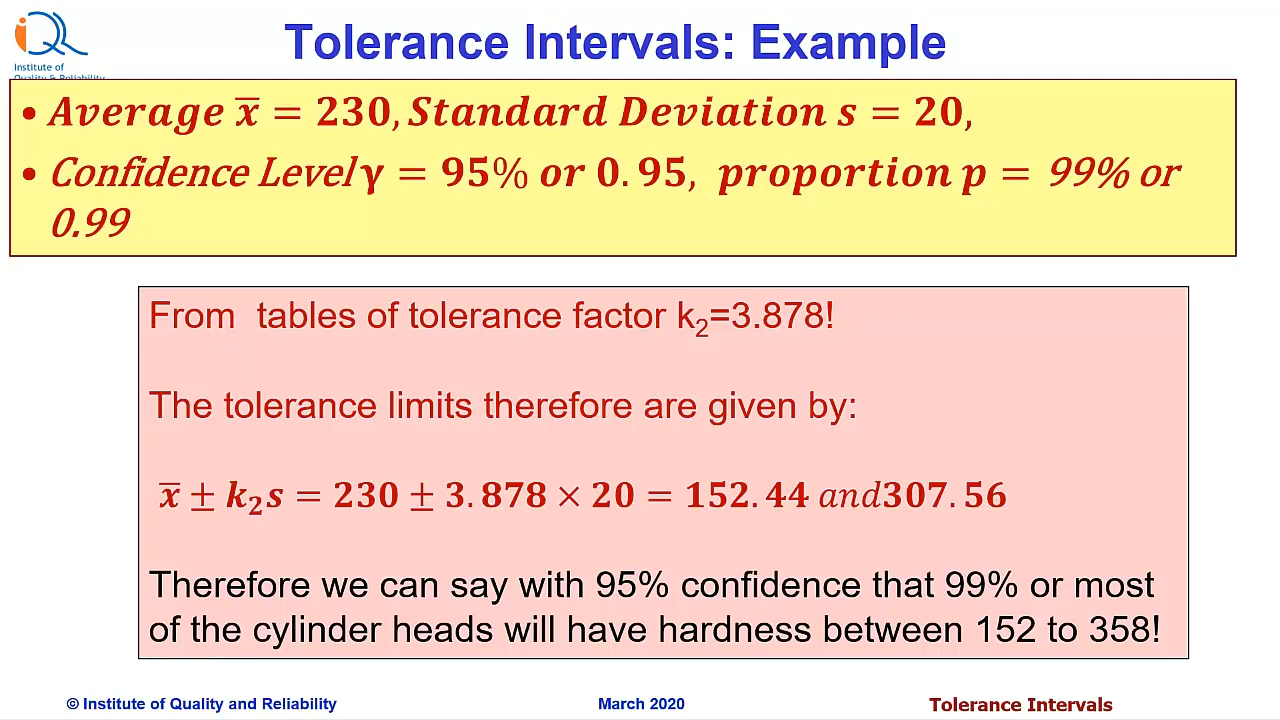 Institute of
Quality & Reliability
Tolerance Intervals: Example
• Average x̅ = 230, Standard Deviation s = 20,
• Confidence Level γ = 95% or 0.95, proportion p = 99% or
0.99
From tables of tolerance factor k₂=3.878!
The tolerance limits therefore are given by:
x̅ ± k₂s = 230 ± 3.878 × 20 = 152.44 and307.56
Therefore we can say with 95% confidence that 99% or most
of the cylinder heads will have hardness between 152 to 358!
© Institute of Quality and Reliability
March 2020
Tolerance Intervals